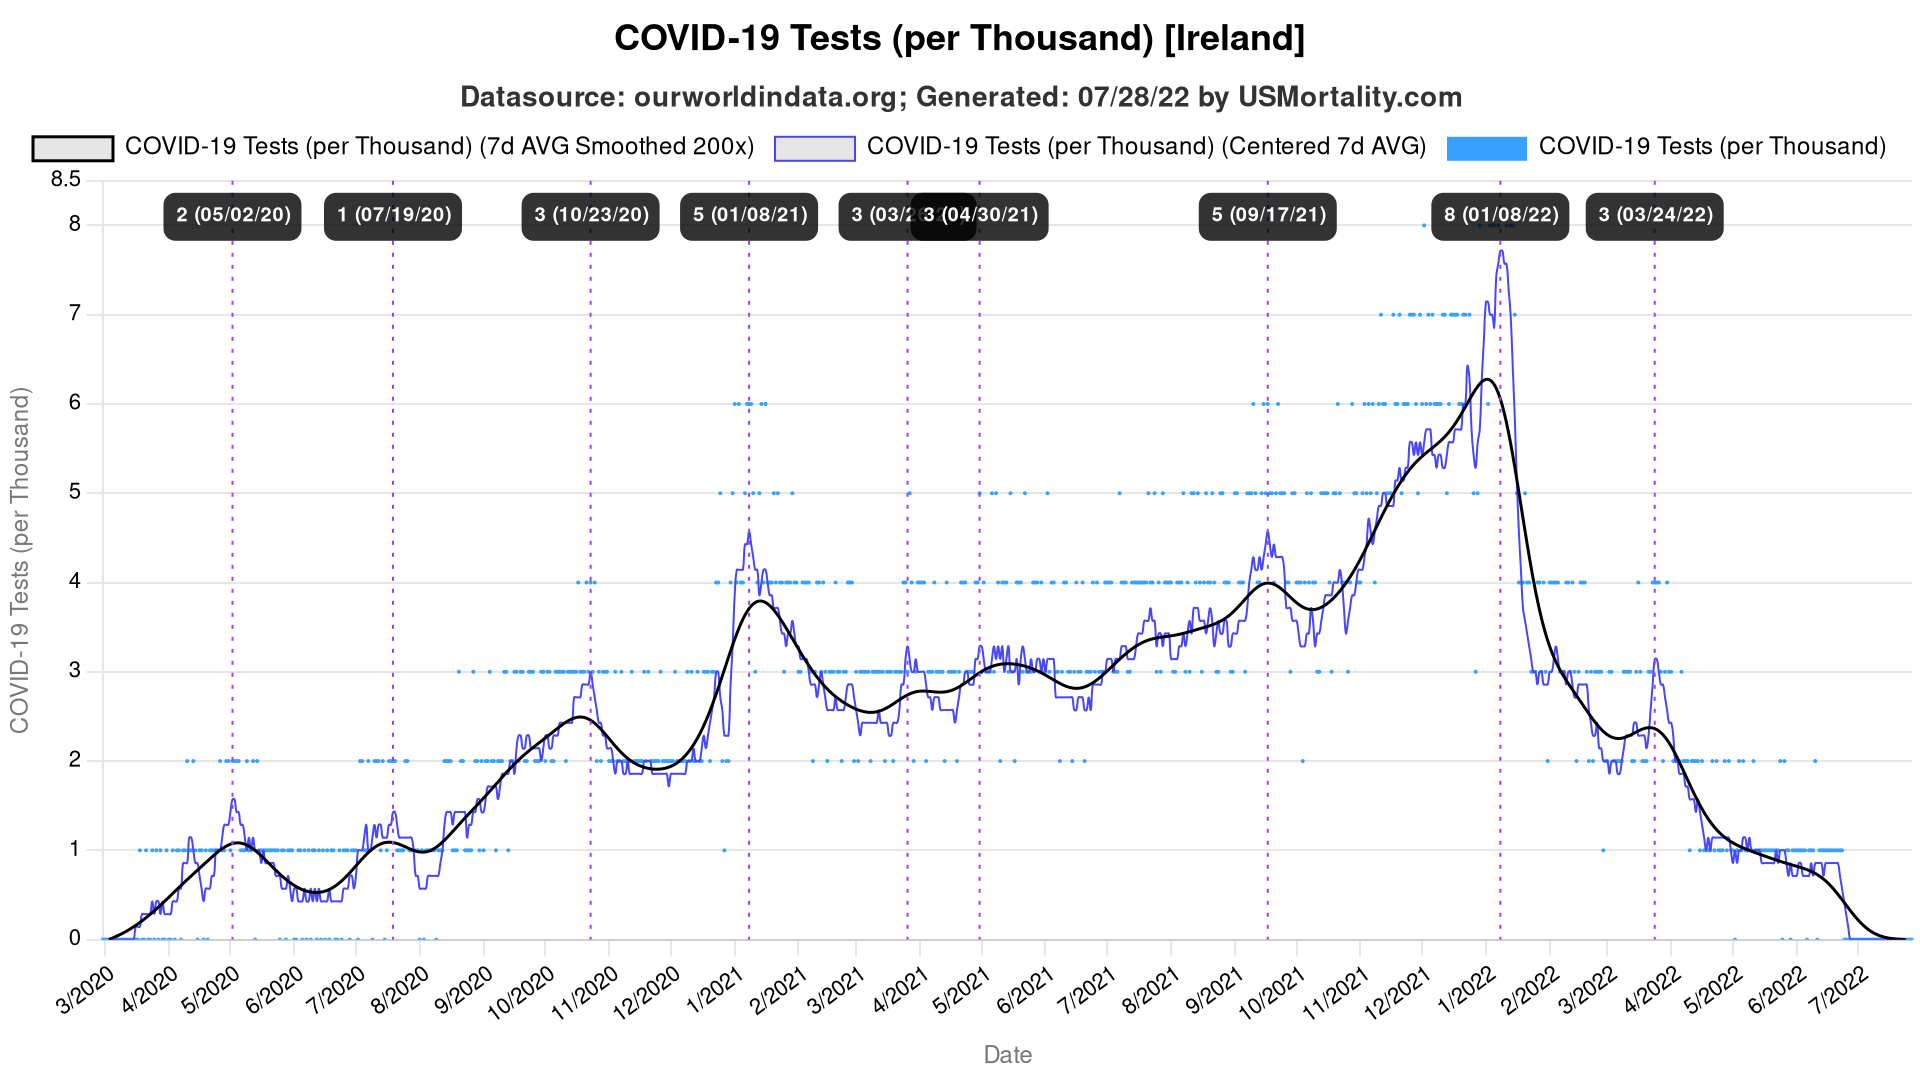 COVID-19 Tests (per Thousand) [Ireland]
Datasource: ourworldindata.org; Generated: 07/28/22 by USMortality.com
COVID-19 Tests (per Thousand) (7d AVG Smoothed 200x) COVID-19 Tests (per Thousand) (Centered 7d AVG) COVID-19 Tests (per Thousand)
8.5
2 (05/02/20) 1 (07/19/20) 3 (10/23/20) 5 (01/08/21) 3 (03/ 3 (04/30/21) 5 (09/17/21) 8 (01/08/22) 3 (03/24/22)
8
7
6
5
4
3
2
1
0
COVID-19 Tests (per Thousand)
3/2020 4/2020 5/2020 6/2020 7/2020 8/2020 9/2020 10/2020 11/2020 12/2020 1/2021 2/2021 3/2021 4/2021 5/2021 6/2021 7/2021 8/2021 9/2021 10/2021 11/2021 12/2021 1/2022 2/2022 3/2022 4/2022 5/2022 6/2022 7/2022
Date